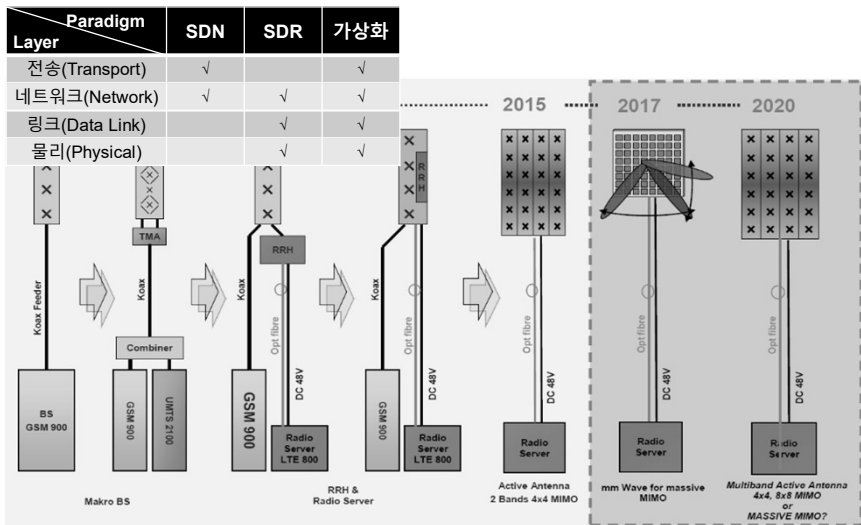 Paradigm
Layer
SDN
SDR
가상화
전송(Transport)
√
√
네트워크(Network)
√
√
√
링크(Data Link)
√
√
물리(Physical)
√
√
2015
2017
2020
TMA
RRH
RRH
Koax Feeder
Koax
Koax
Opt fibre
Koax
Opt fibre
Opt fibre
Opt fibre
Opt fibre
Combiner
DC 48V
DC 48V
DC 48V
DC 48V
DC 48V
BS
GSM 900
GSM 900
UMTS 2100
GSM 900
Radio
Server
LTE 800
GSM 900
Radio
Server
LTE 800
Radio
Server
Radio
Server
Radio
Server
Makro BS
RRH &
Radio Server
Active Antenna
2 Bands 4x4 MIMO
mm Wave for massive
MIMO
Multiband Active Antenna
4x4, 8x8 MIMO
or
MASSIVE MIMO?